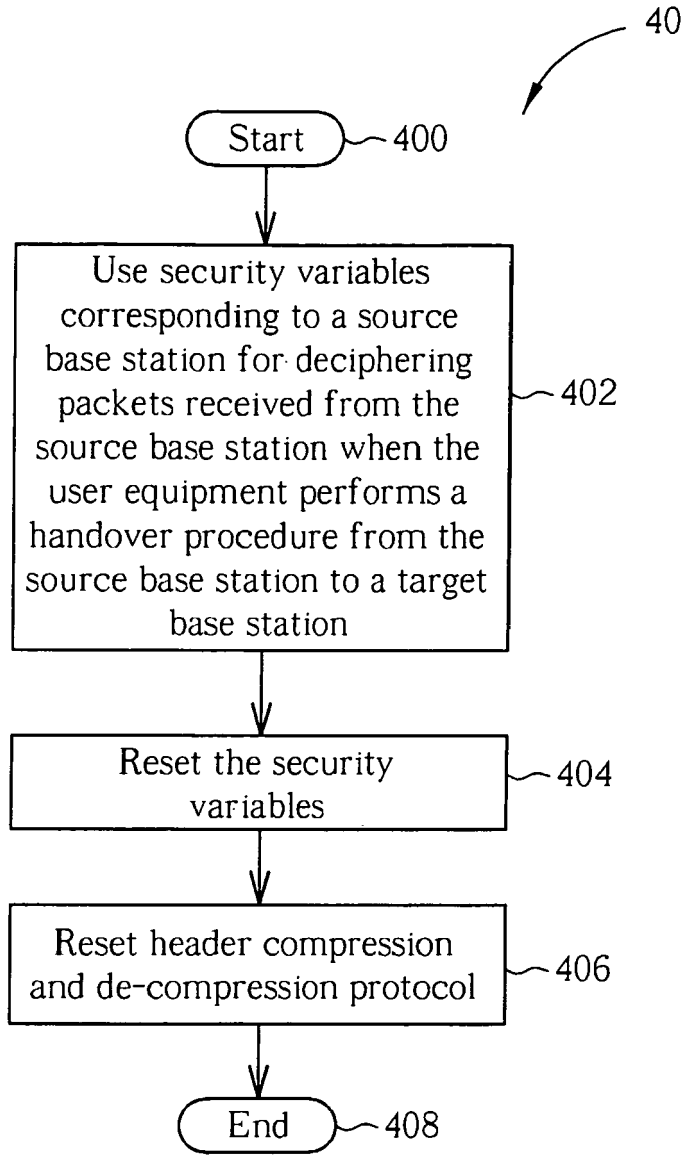 40
Start
400
Use security variables
corresponding to a source
base station for deciphering
packets received from the
source base station when the
user equipment performs a
handover procedure from the
source base station to a target
base station
402
Reset the security
variables
404
Reset header compression
and de-compression protocol
406
End
408